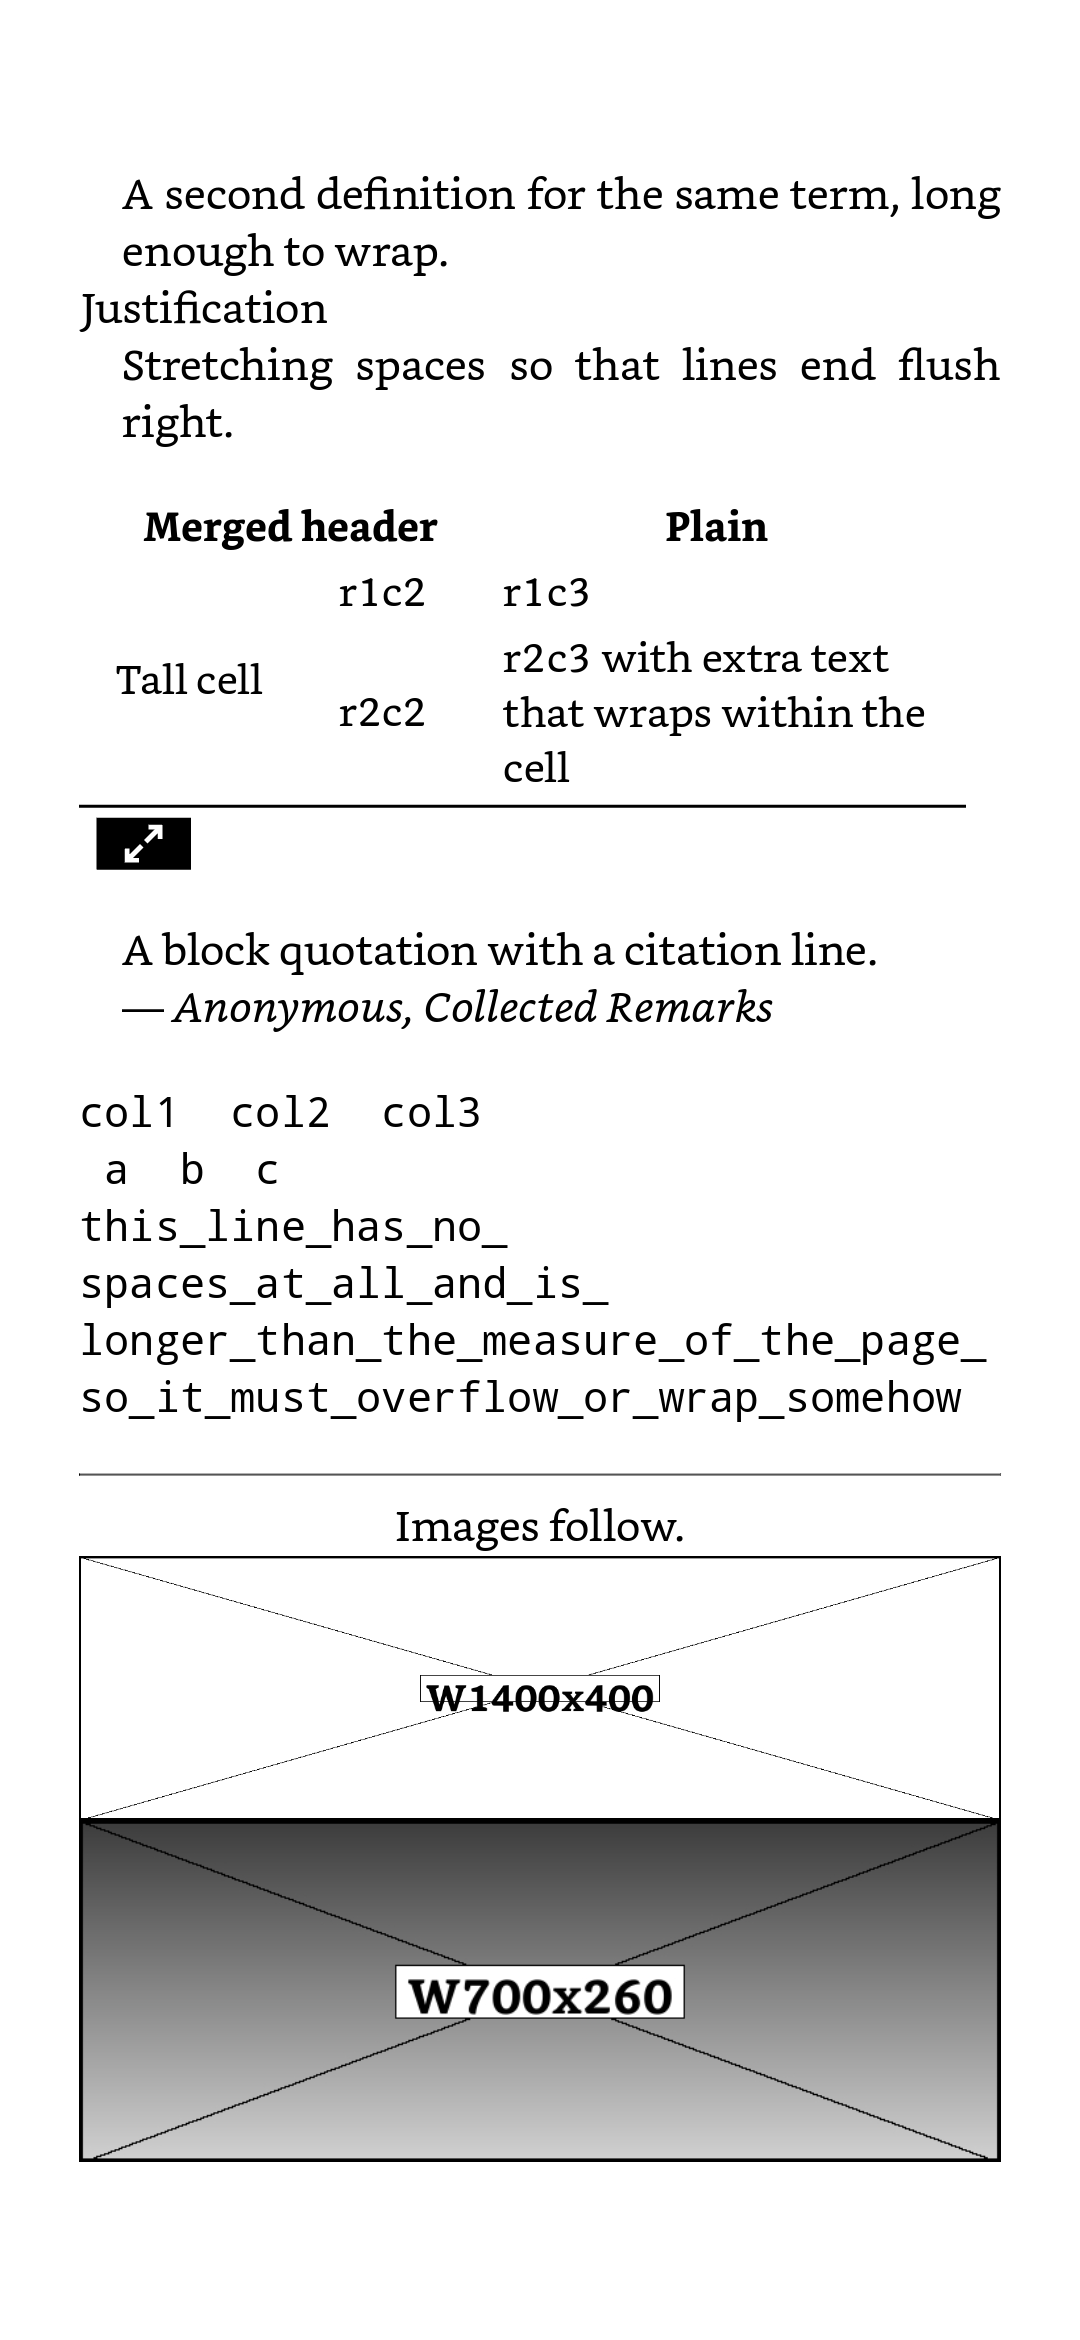 A second definition for the same term, long
enough to wrap.
Justification
Stretching spaces so that lines end flush
right.
Merged header Plain
r1c2 r1c3
Tall cell
r2c2
r2c3 with extra text
that wraps within the
cell
A block quotation with a citation line.
— Anonymous, Collected Remarks
col1  col2  col3
 a  b  c
this_line_has_no_
spaces_at_all_and_is_
longer_than_the_measure_of_the_page_
so_it_must_overflow_or_wrap_somehow
Images follow.
W1400x400
W700x260